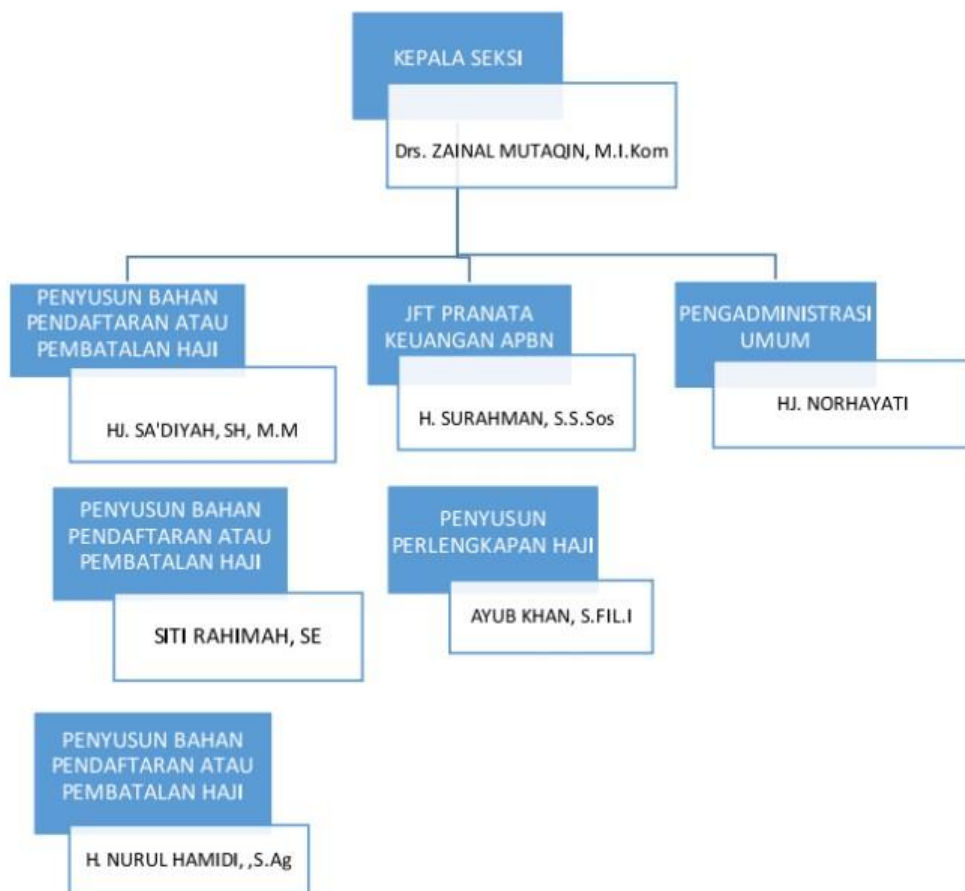 KEPALA SEKSI
Drs. ZAINAL MUTAQIN, M.I.Kom
PENYUSUN BAHAN
PENDAFTARAN ATAU
PEMBATALAN HAJI
HJ. SA'DIYAH, SH, M.M
JFT PRANATA
KEUANGAN APBN
H. SURAHMAN, S.S.Sos
PENGADMINISTRASI
UMUM
HJ. NORHAYATI
PENYUSUN BAHAN
PENDAFTARAN ATAU
PEMBATALAN HAJI
SITI RAHIMAH, SE
PENYUSUN
PERLENGKAPAN HAJI
AYUB KHAN, S.FIL.I
PENYUSUN BAHAN
PENDAFTARAN ATAU
PEMBATALAN HAJI
H. NURUL HAMIDI, ,S.Ag